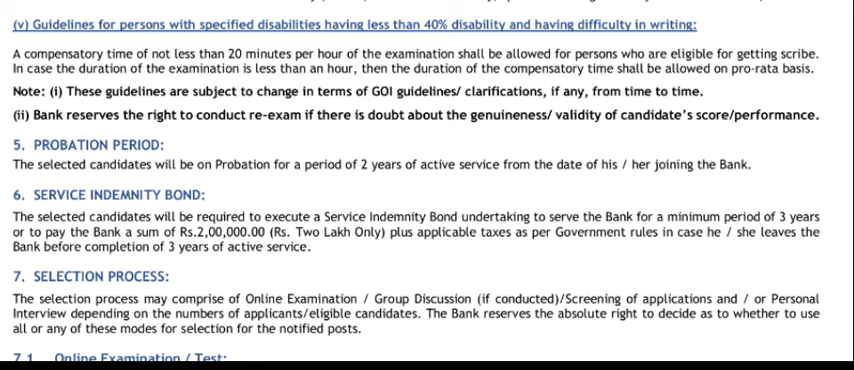 (v) Guidelines for persons with specified disabilities having less than 40% disability and having difficulty in writing:
A compensatory time of not less than 20 minutes per hour of the examination shall be allowed for persons who are eligible for getting scribe.
In case the duration of the examination is less than an hour, then the duration of the compensatory time shall be allowed on pro-rata basis.
Note: (i) These guidelines are subject to change in terms of GOI guidelines/ clarifications, if any, from time to time.
(ii) Bank reserves the right to conduct re-exam if there is doubt about the genuineness/ validity of candidate's score/performance.
5. PROBATION PERIOD:
The selected candidates will be on Probation for a period of 2 years of active service from the date of his / her joining the Bank.
6. SERVICE INDEMNITY BOND:
The selected candidates will be required to execute a Service Indemnity Bond undertaking to serve the Bank for a minimum period of 3 years
or to pay the Bank a sum of Rs.2,00,000.00 (Rs. Two Lakh Only) plus applicable taxes as per Government rules in case he / she leaves the
Bank before completion of 3 years of active service.
7. SELECTION PROCESS:
The selection process may comprise of Online Examination / Group Discussion (if conducted)/Screening of applications and / or Personal
Interview depending on the numbers of applicants/eligible candidates. The Bank reserves the absolute right to decide as to whether to use
all or any of these modes for selection for the notified posts.
7.1 Online Examination / Test: